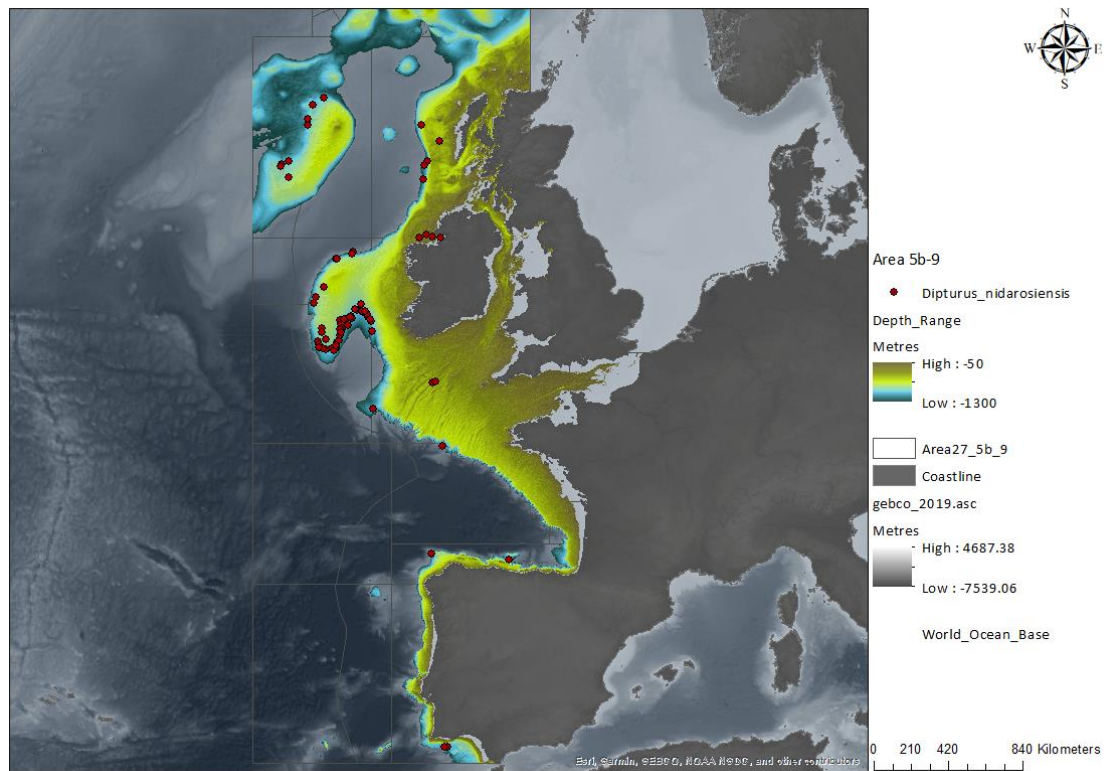 N
W E
S
Area 5b-9
Dipturus_nidarosiensis
Depth_Range
Metres
High : -50
Low : -1300
Area27_5b_9
Coastline
gebco_2019.asc
Metres
High : 4687.38
Low : -7539.06
World_Ocean_Base
Esri, Garmin, GEBCO, NOAA NGDC, and other contributors
0 210 420 840 Kilometers